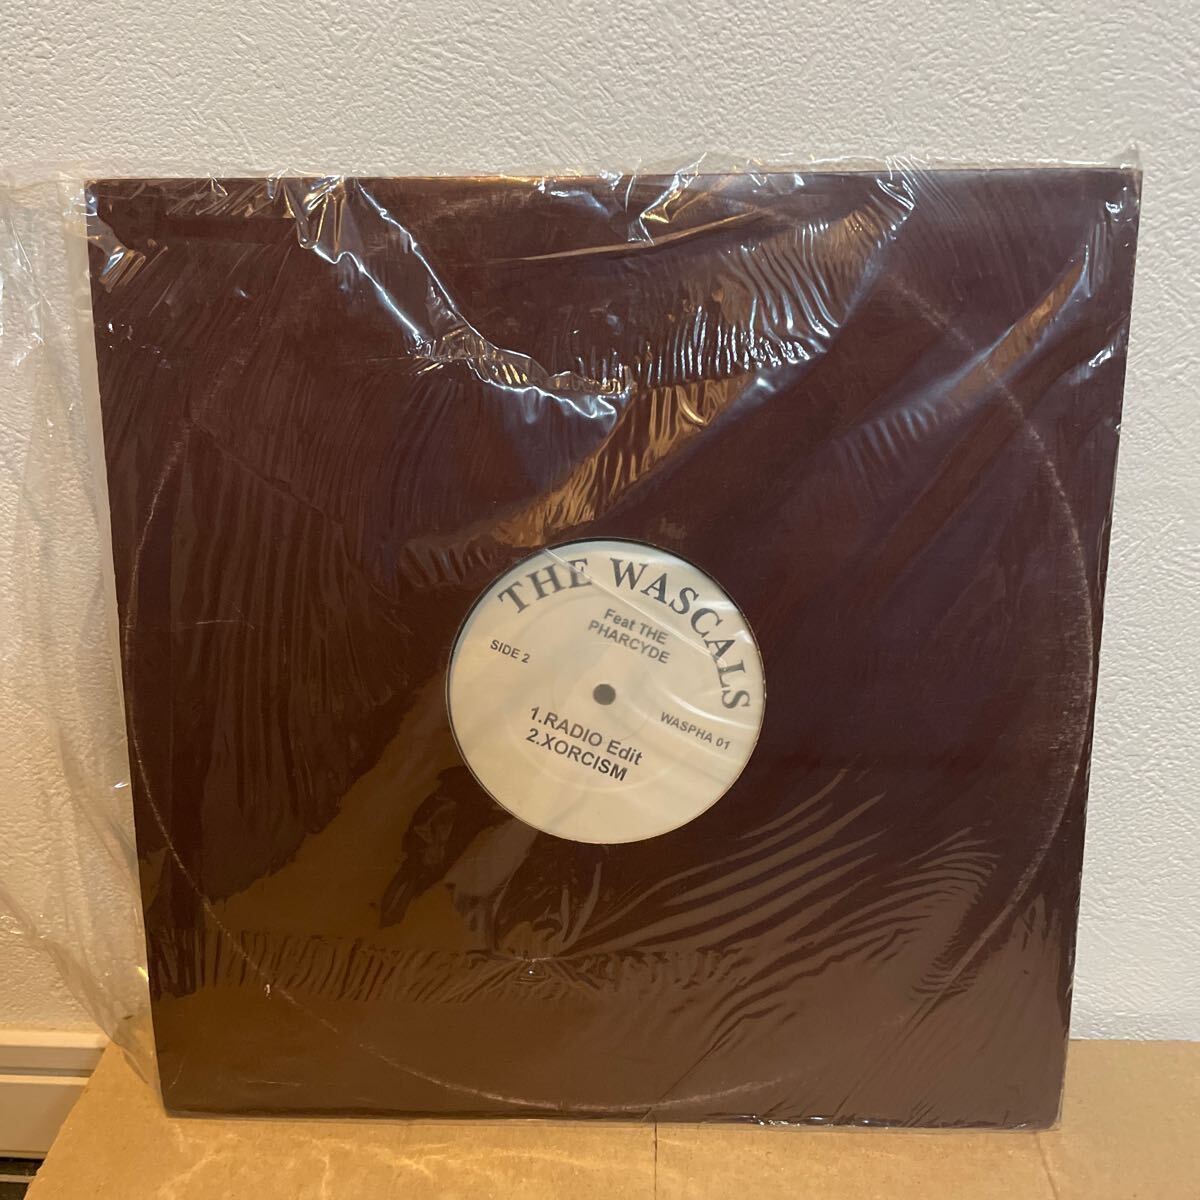 THE WASCALS
Feat THE
PHARCYDE
SIDE 2
WASPHA 01
1.RADIO Edit
2.XORCISM